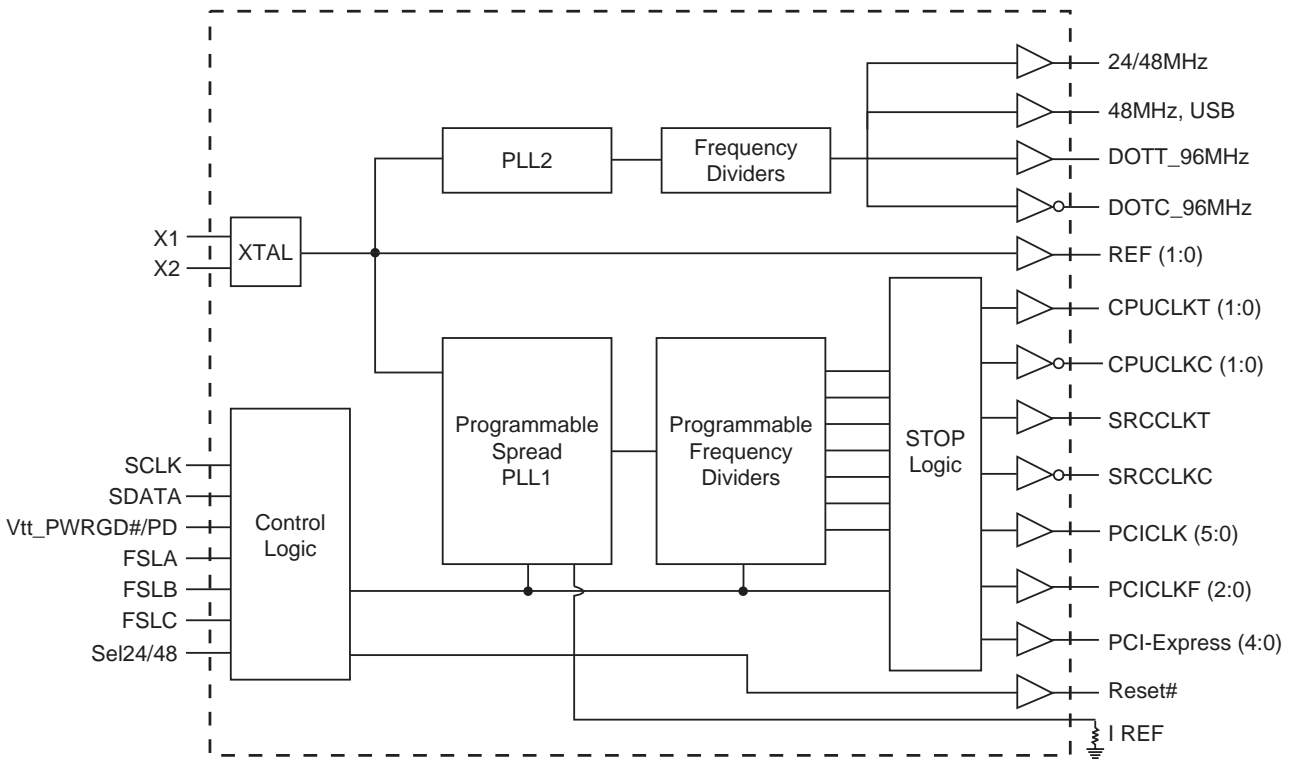 24/48MHz
48MHz, USB
PLL2
Frequency
Dividers
DOTT_96MHz
DOTC_96MHz
X1
X2
XTAL
REF (1:0)
CPUCLKT (1:0)
CPUCLKC (1:0)
Programmable
Spread
PLL1
Programmable
Frequency
Dividers
STOP
Logic
SRCCLKT
SRCCLKC
SCLK
SDATA
Vtt_PWRGD#/PD
FSLA
FSLB
FSLC
Sel24/48
Control
Logic
PCICLK (5:0)
PCICLKF (2:0)
PCI-Express (4:0)
Reset#
I REF